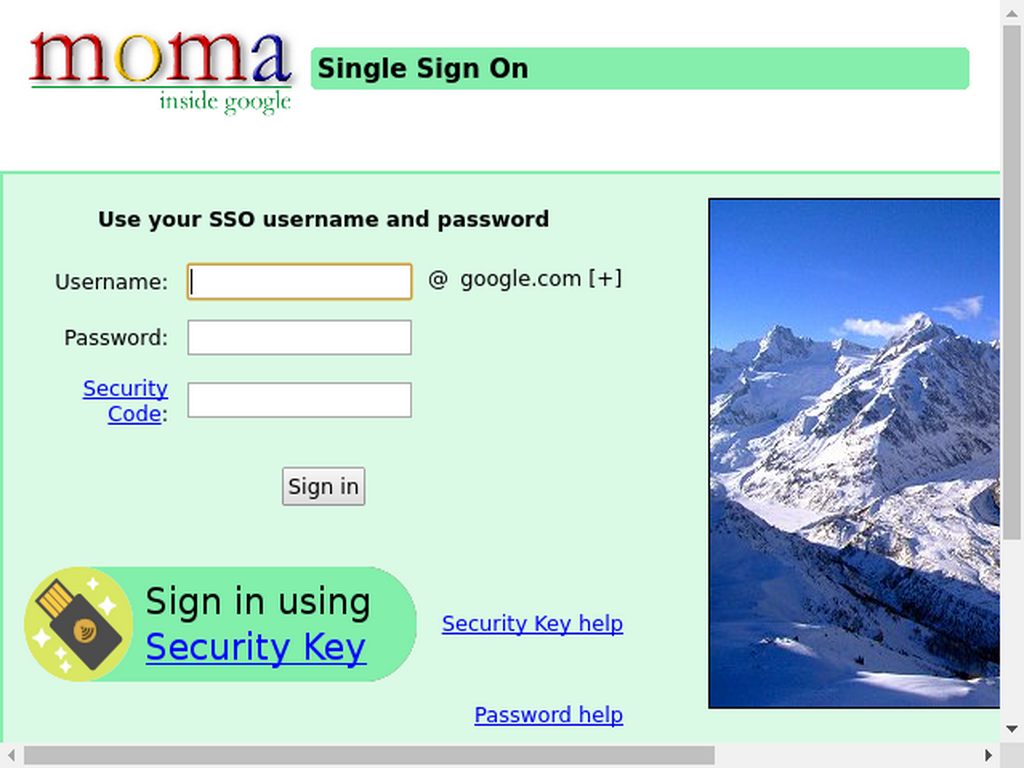 moma
inside google
Single Sign On
Use your SSO username and password
Username:
@ google.com [+]
Password:
Security
Code:
Sign in
Sign in using
Security Key
Security Key help
Password help